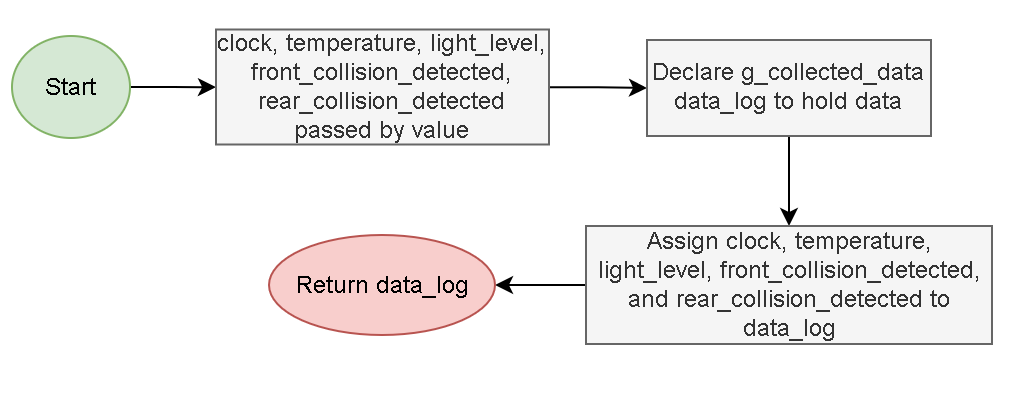 Start
clock, temperature, light_level,
front_collision_detected,
rear_collision_detected
passed by value
Declare g_collected_data
data_log to hold data
Assign clock, temperature,
light_level, front_collision_detected,
and rear_collision_detected to
data_log
Return data_log